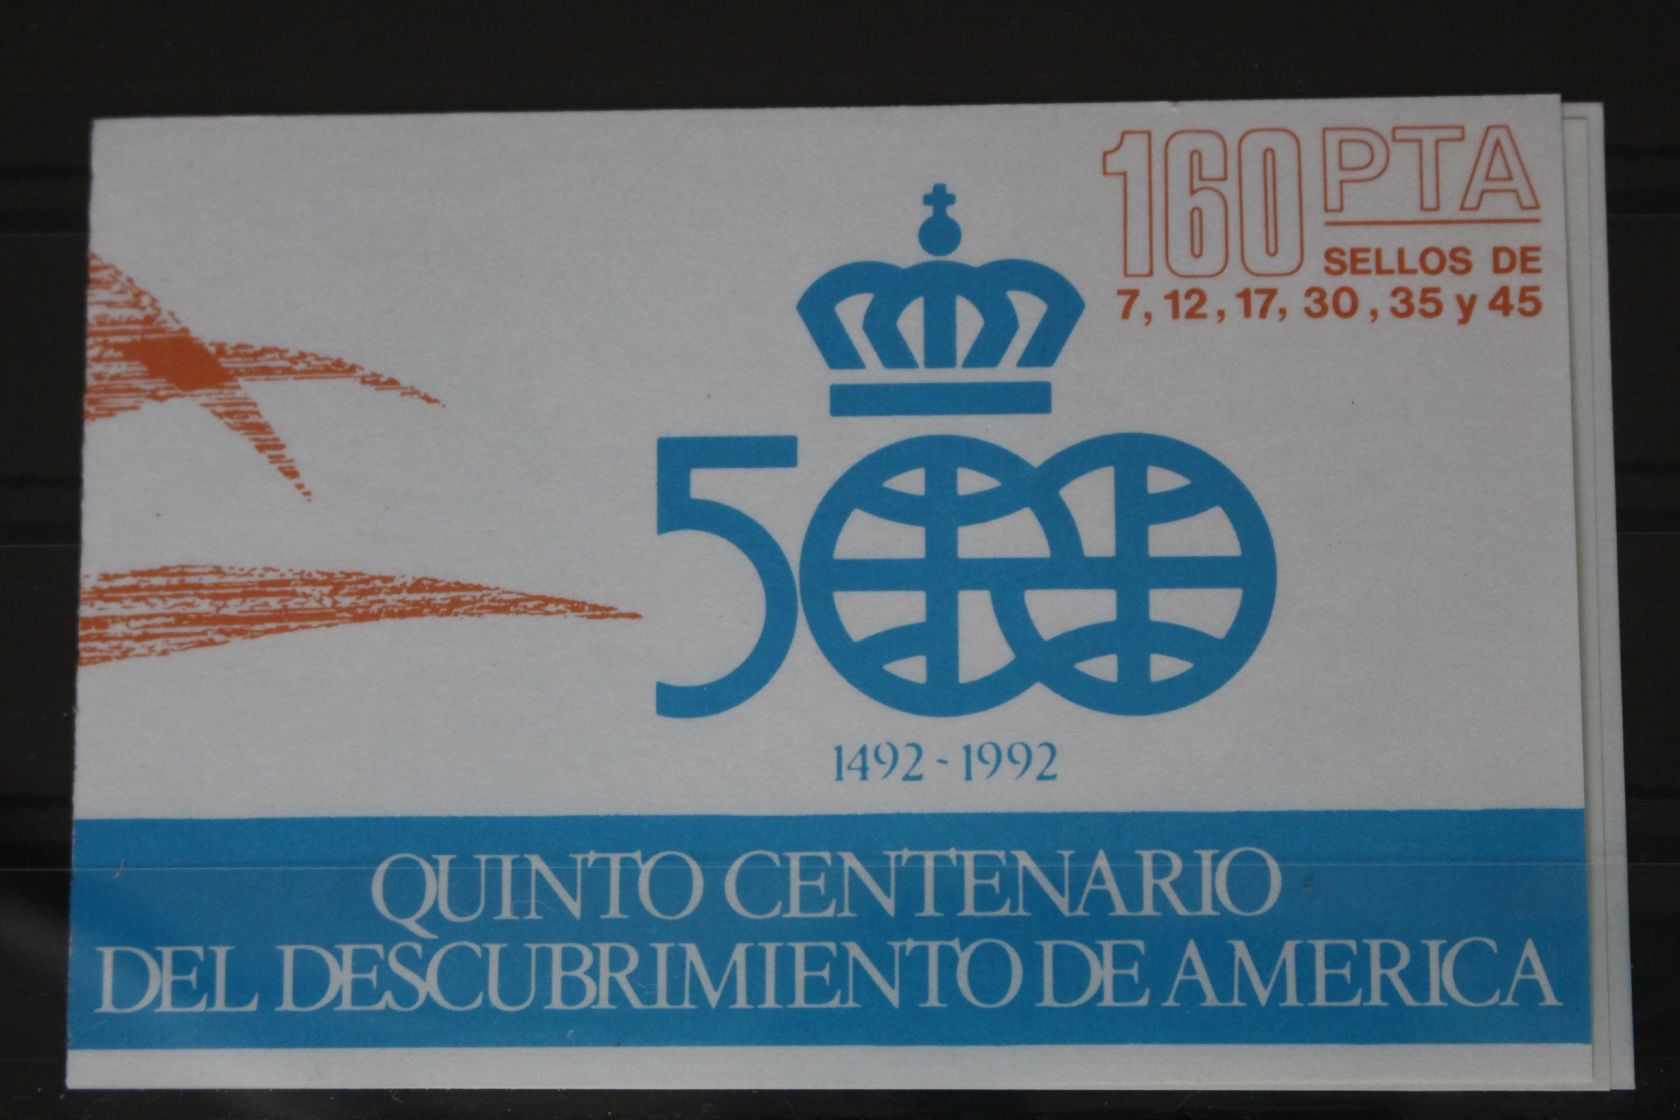 160 PTA
SELLOS DE
7, 12, 17, 30, 35 y 45
500
1492-1992
QUINTO CENTENARIO
DEL DESCUBRIMIENTO DE AMERICA